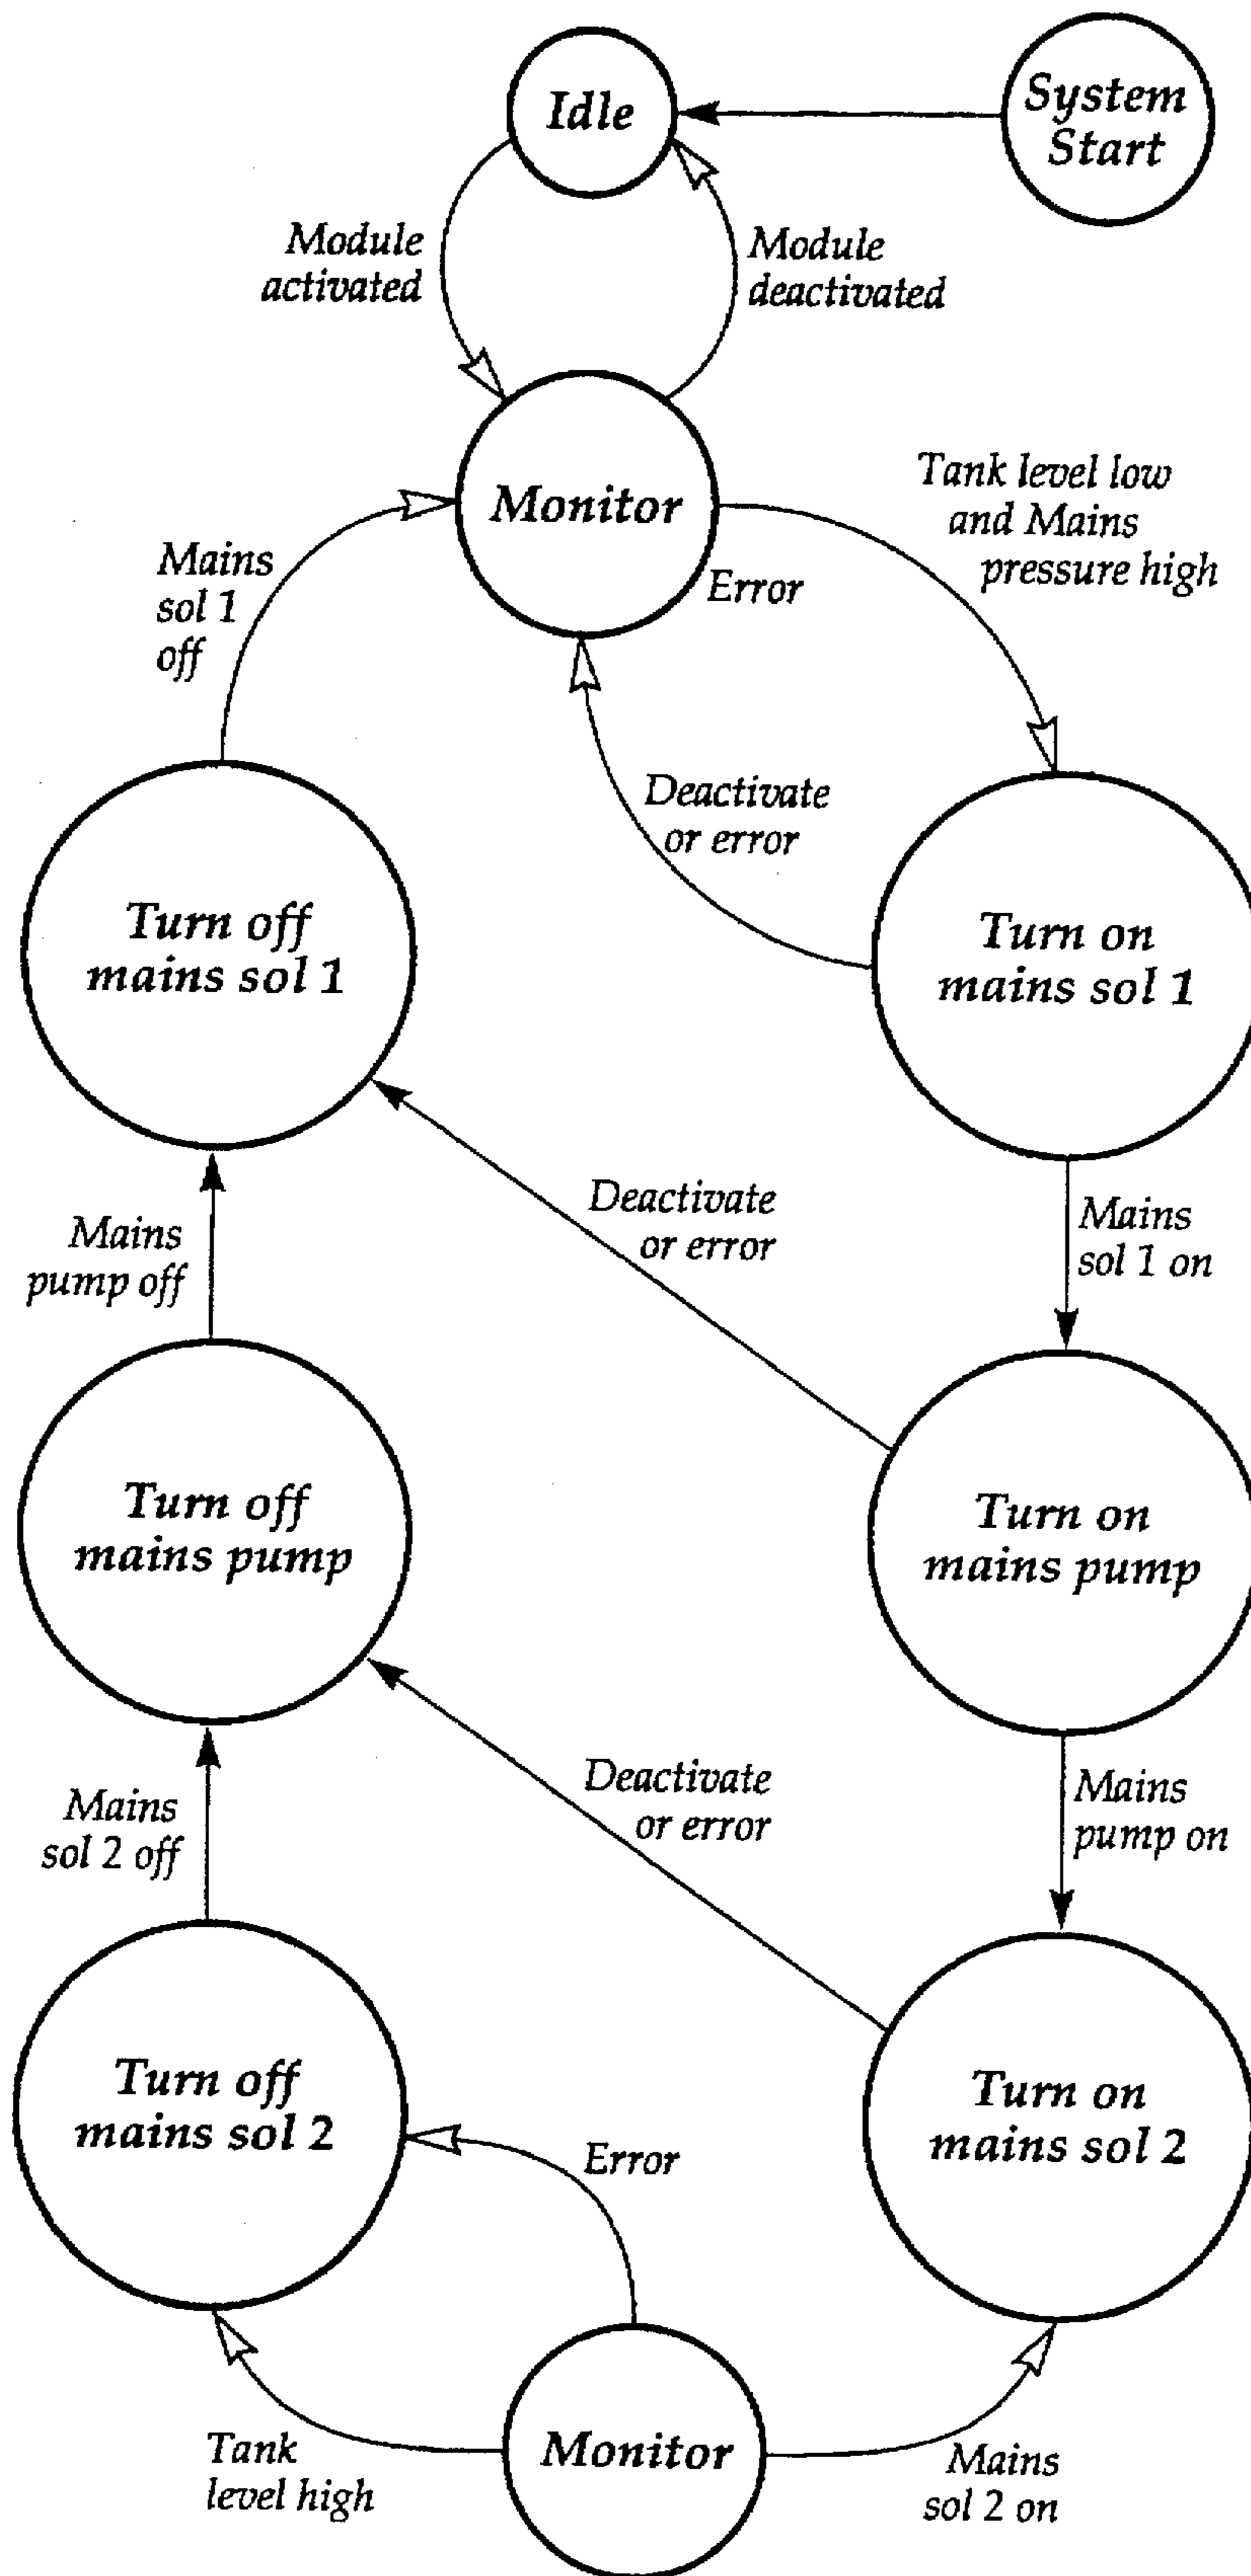 Idle
System
Start
Module
activated
Module
deactivated
Monitor
Tank level low
and Mains
pressure high
Error
Mains
sol 1
off
Deactivate
or error
Turn off
mains sol 1
Turn on
mains sol 1
Deactivate
or error
Mains
sol 1 on
Mains
pump off
Turn off
mains pump
Turn on
mains pump
Deactivate
or error
Mains
pump on
Mains
sol 2 off
Turn off
mains sol 2
Turn on
mains sol 2
Error
Monitor
Tank
level high
Mains
sol 2 on